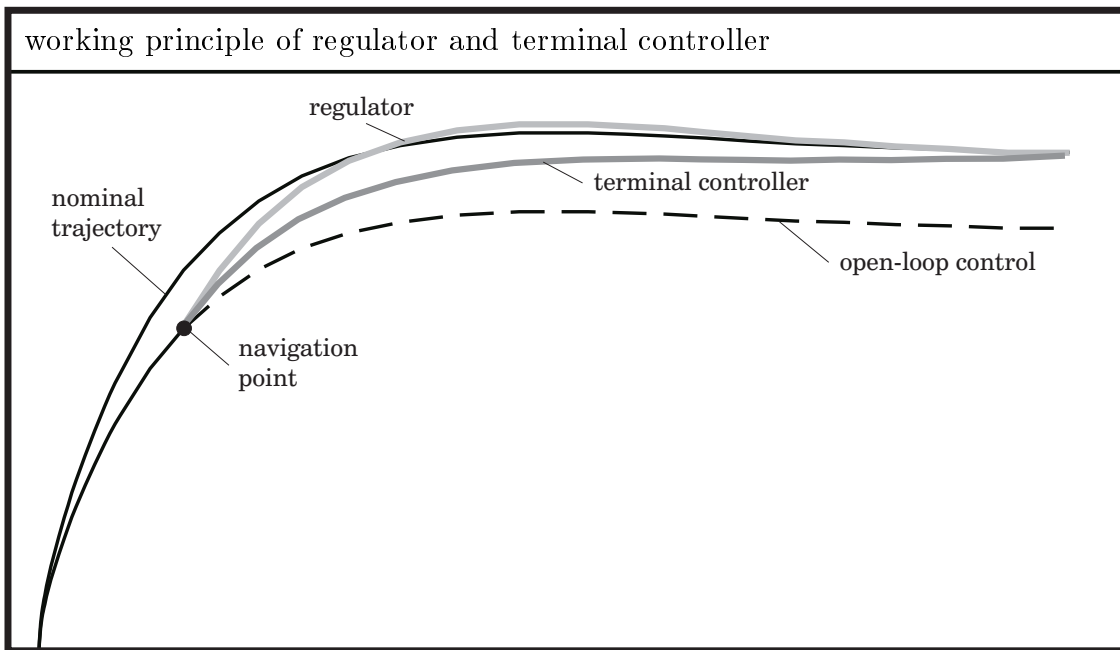 working principle of regulator and terminal controller
regulator
terminal controller
nominal
trajectory
open-loop control
navigation
point